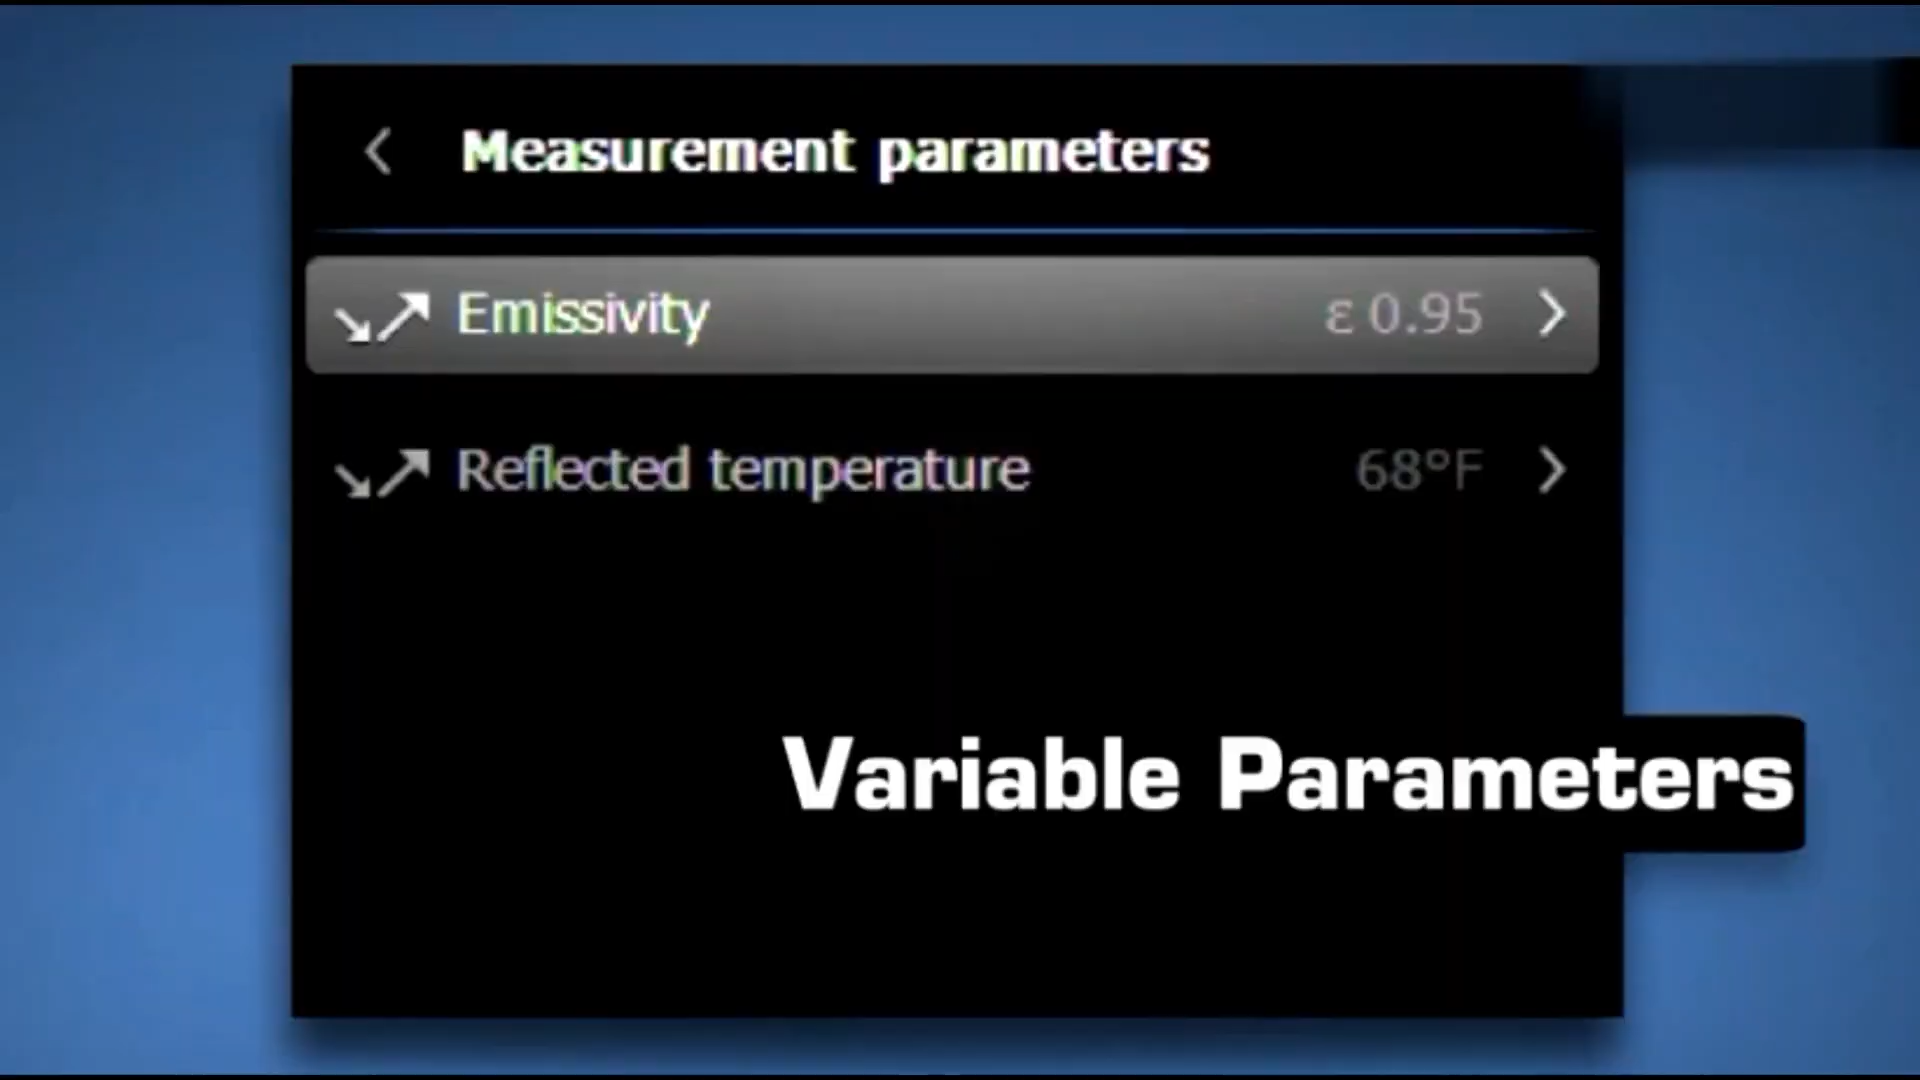 Measurement parameters
Emissivity ε 0.95
Reflected temperature 68°F
Variable Parameters